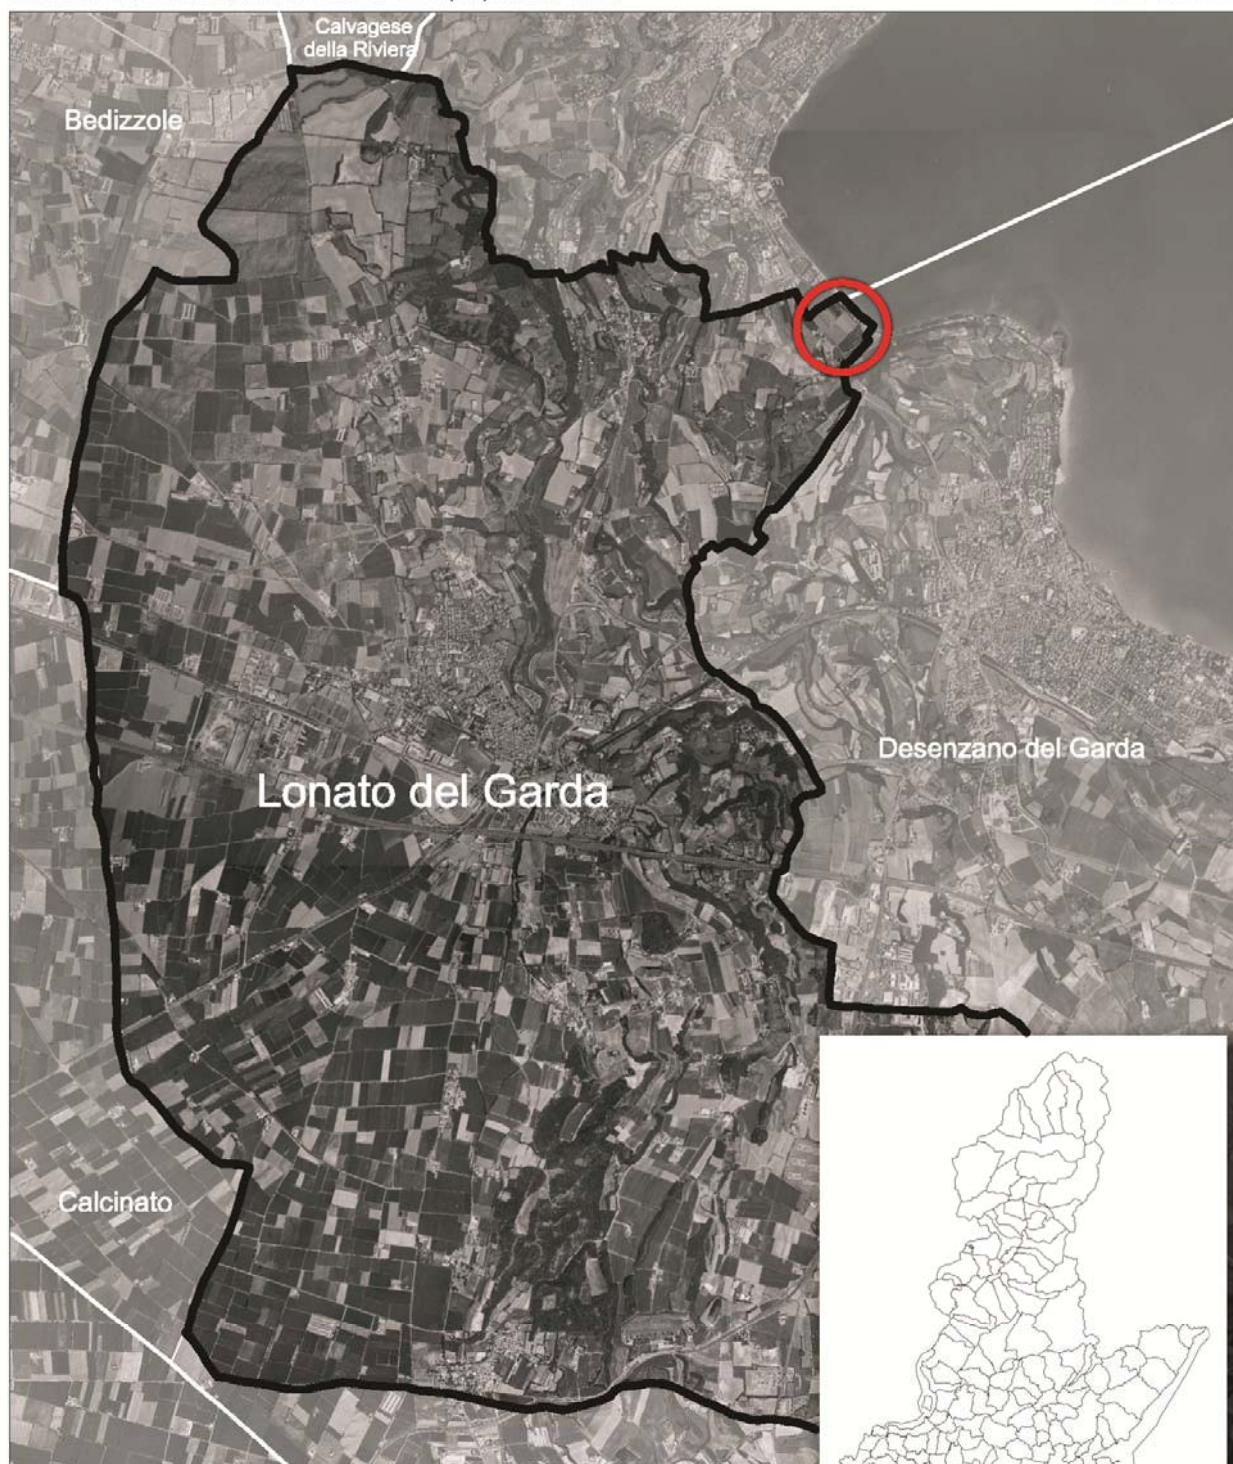 Calvagese
della Riviera
Bedizzole
Desenzano del Garda
Lonato del Garda
Calcinato